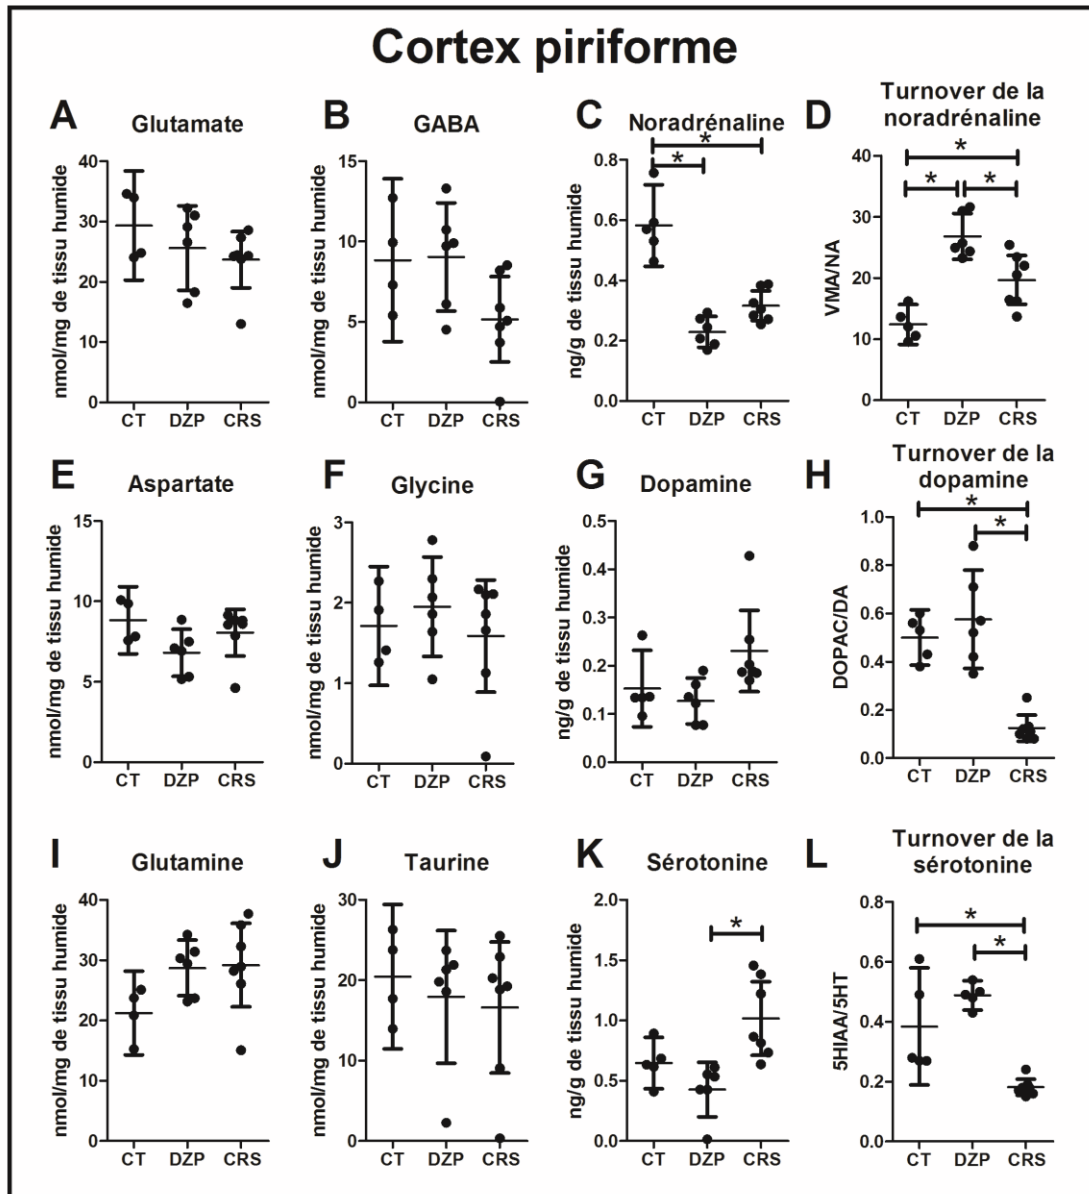 Cortex piriforme
A
Glutamate
nmol/mg de tissu humide
40
30
20
10
0
CT DZP CRS
B
GABA
nmol/mg de tissu humide
15
10
5
0
CT DZP CRS
C
Noradrénaline
ng/g de tissu humide
0.8
0.6
0.4
0.2
0.0
*
*
CT DZP CRS
D
Turnover de la
noradrénaline
VMA/NA
40
30
20
10
0
*
* *
CT DZP CRS
E
Aspartate
nmol/mg de tissu humide
15
10
5
0
CT DZP CRS
F
Glycine
nmol/mg de tissu humide
3
2
1
0
CT DZP CRS
G
Dopamine
ng/g de tissu humide
0.5
0.4
0.3
0.2
0.1
0.0
CT DZP CRS
H
Turnover de la
dopamine
DOPAC/DA
1.0
0.8
0.6
0.4
0.2
0.0
*
*
CT DZP CRS
I
Glutamine
nmol/mg de tissu humide
40
30
20
10
0
CT DZP CRS
J
Taurine
nmol/mg de tissu humide
30
20
10
0
CT DZP CRS
K
Sérotonine
ng/g de tissu humide
2.0
1.5
1.0
0.5
0.0
*
CT DZP CRS
L
Turnover de la
sérotonine
5HIAA/5HT
0.8
0.6
0.4
0.2
0.0
*
*
CT DZP CRS